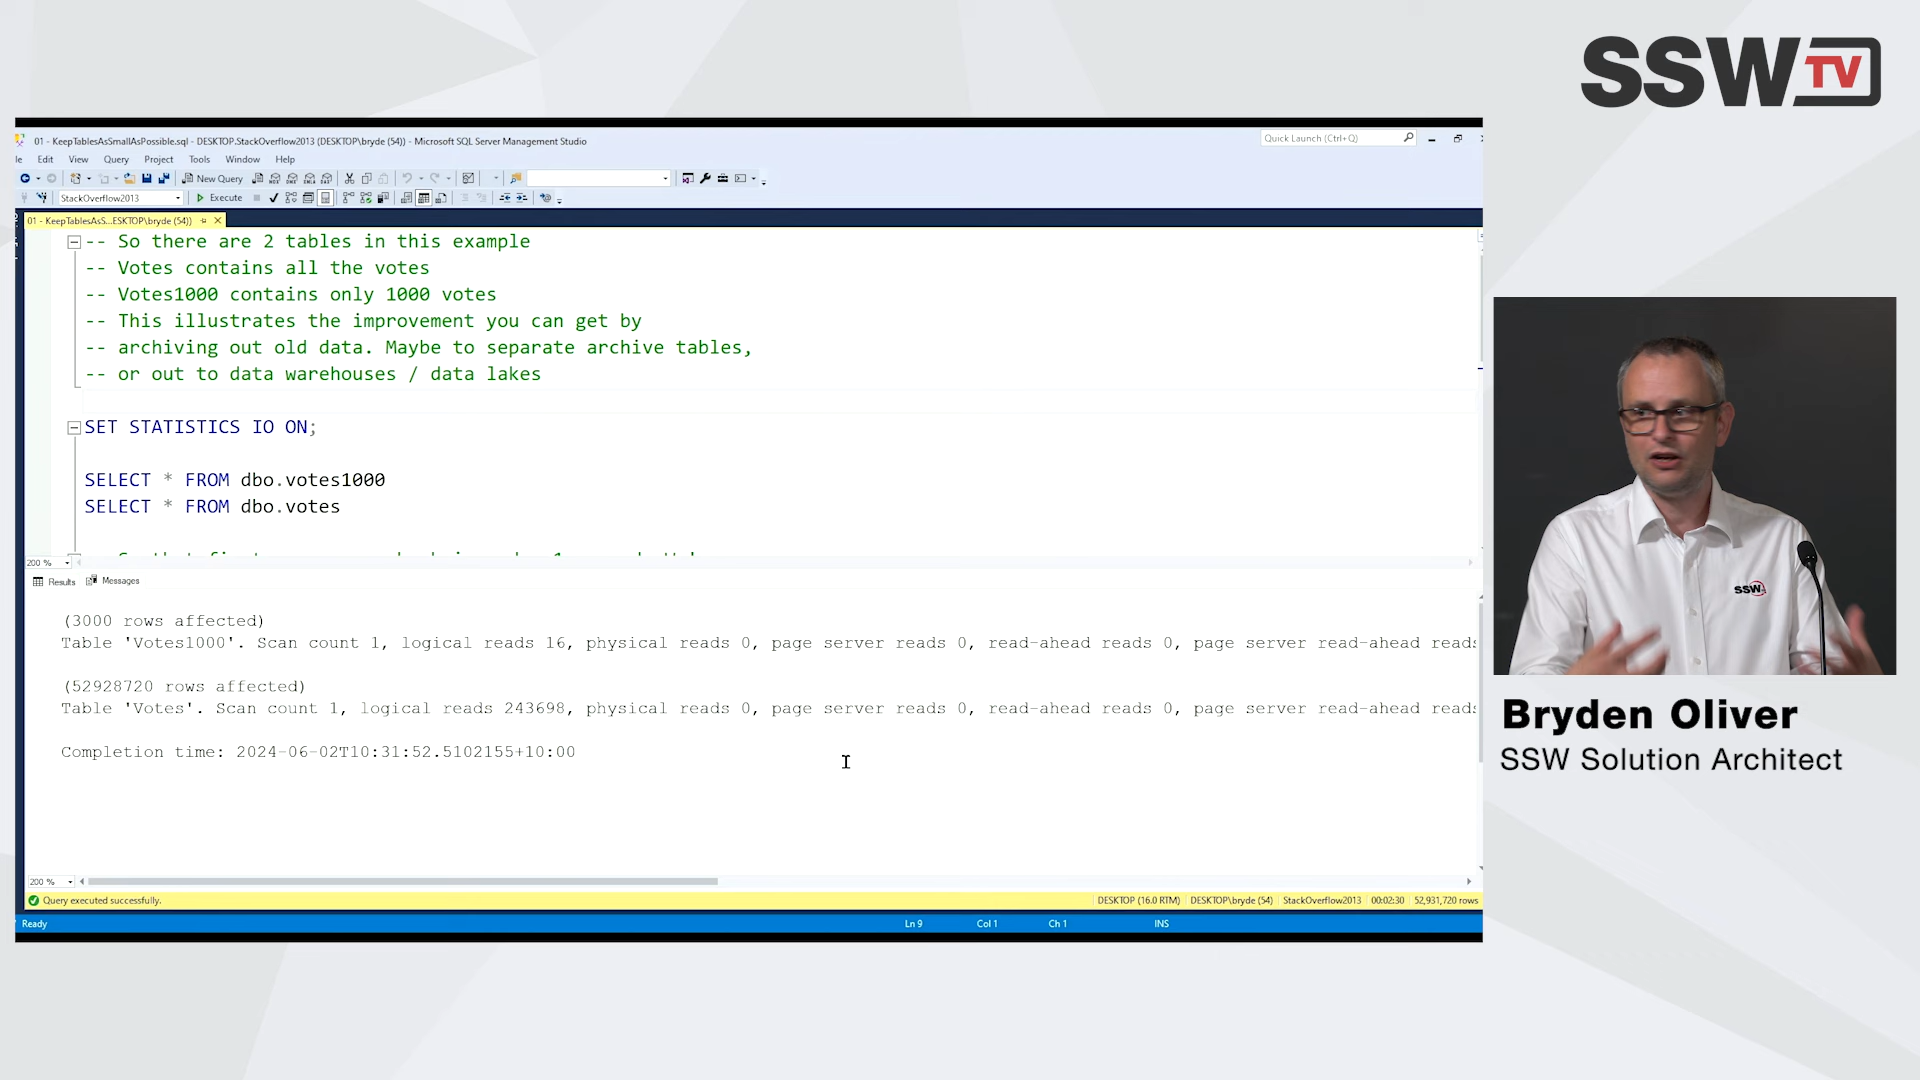 SSW TV
01 - KeepTablesAsSmallAsPossible.sql - DESKTOP.StackOverflow2013 (DESKTOP\bryde (54)) - Microsoft SQL Server Management Studio
Quick Launch (Ctrl+Q)
le Edit View Query Project Tools Window Help
New Query
StackOverflow2013
Execute
01 - KeepTablesAsS...ESKTOP\bryde (54))
-- So there are 2 tables in this example
-- Votes contains all the votes
-- Votes1000 contains only 1000 votes
-- This illustrates the improvement you can get by
-- archiving out old data. Maybe to separate archive tables,
-- or out to data warehouses / data lakes
SET STATISTICS IO ON;
SELECT * FROM dbo.votes1000
SELECT * FROM dbo.votes
200 %
Results Messages
(3000 rows affected)
Table 'Votes1000'. Scan count 1, logical reads 16, physical reads 0, page server reads 0, read-ahead reads 0, page server read-ahead reads
(52928720 rows affected)
Table 'Votes'. Scan count 1, logical reads 243698, physical reads 0, page server reads 0, read-ahead reads 0, page server read-ahead reads
Completion time: 2024-06-02T10:31:52.5102155+10:00
200 %
Query executed successfully.
DESKTOP (16.0 RTM) DESKTOP\bryde (54) StackOverflow2013 00:02:30 52,931,720 rows
Ready Ln 9 Col 1 Ch 1 INS
SSW
Bryden Oliver
SSW Solution Architect